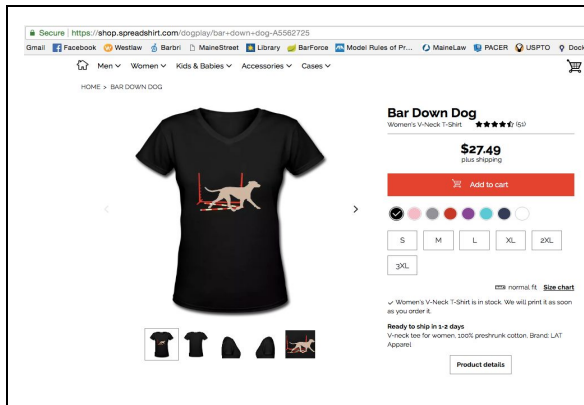 Secure | https://shop.spreadshirt.com/dogplay/bar+down+dog-A5562725
Gmail Facebook Westlaw Barbri MaineStreet Library BarForce Model Rules of Pr... MaineLaw PACER USPTO Dock
Men Women Kids & Babies Accessories Cases
HOME > BAR DOWN DOG
Bar Down Dog
Women's V-Neck T-Shirt (51)
$27.49
plus shipping
Add to cart
S M L XL 2XL
3XL
normal fit Size chart
Women's V-Neck T-Shirt is in stock. We will print it as soon
as you order it.
Ready to ship in 1-2 days
V-neck tee for women, 100% preshrunk cotton, Brand: LAT
Apparel
Product details